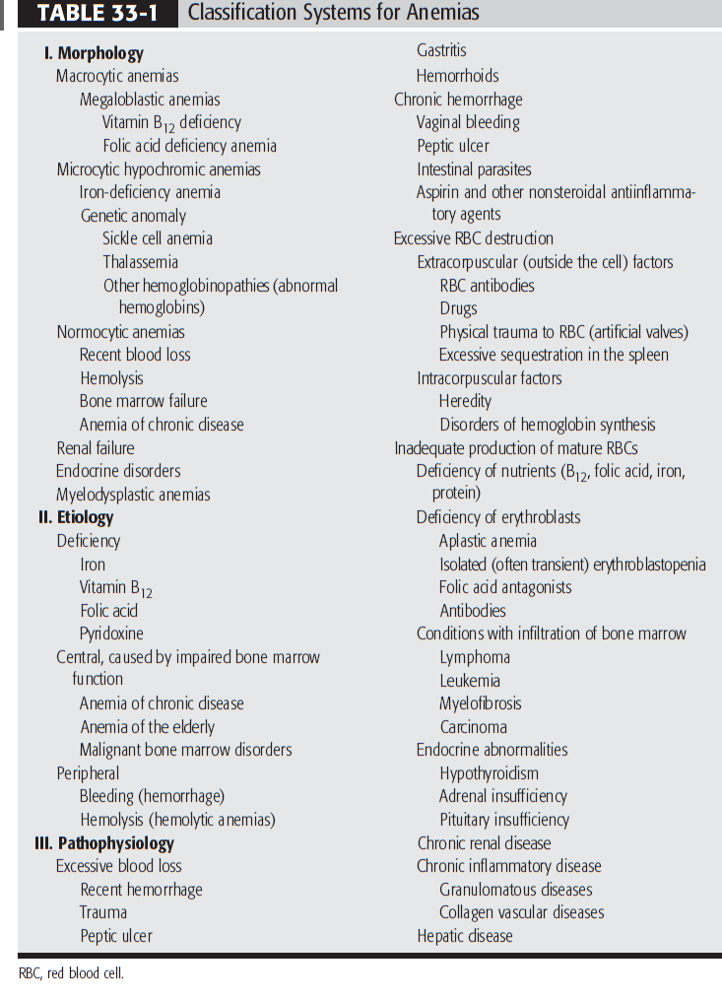 TABLE 33-1 Classification Systems for Anemias
I. Morphology
Macrocytic anemias
Megaloblastic anemias
Vitamin B12 deficiency
Folic acid deficiency anemia
Microcytic hypochromic anemias
Iron-deficiency anemia
Genetic anomaly
Sickle cell anemia
Thalassemia
Other hemoglobinopathies (abnormal
hemoglobins)
Normocytic anemias
Recent blood loss
Hemolysis
Bone marrow failure
Anemia of chronic disease
Renal failure
Endocrine disorders
Myelodysplastic anemias
II. Etiology
Deficiency
Iron
Vitamin B12
Folic acid
Pyridoxine
Central, caused by impaired bone marrow
function
Anemia of chronic disease
Anemia of the elderly
Malignant bone marrow disorders
Peripheral
Bleeding (hemorrhage)
Hemolysis (hemolytic anemias)
III. Pathophysiology
Excessive blood loss
Recent hemorrhage
Trauma
Peptic ulcer
Gastritis
Hemorrhoids
Chronic hemorrhage
Vaginal bleeding
Peptic ulcer
Intestinal parasites
Aspirin and other nonsteroidal antiinflamma-
tory agents
Excessive RBC destruction
Extracorpuscular (outside the cell) factors
RBC antibodies
Drugs
Physical trauma to RBC (artificial valves)
Excessive sequestration in the spleen
Intracorpuscular factors
Heredity
Disorders of hemoglobin synthesis
Inadequate production of mature RBCs
Deficiency of nutrients (B12, folic acid, iron,
protein)
Deficiency of erythroblasts
Aplastic anemia
Isolated (often transient) erythroblastopenia
Folic acid antagonists
Antibodies
Conditions with infiltration of bone marrow
Lymphoma
Leukemia
Myelofibrosis
Carcinoma
Endocrine abnormalities
Hypothyroidism
Adrenal insufficiency
Pituitary insufficiency
Chronic renal disease
Chronic inflammatory disease
Granulomatous diseases
Collagen vascular diseases
Hepatic disease
RBC, red blood cell.